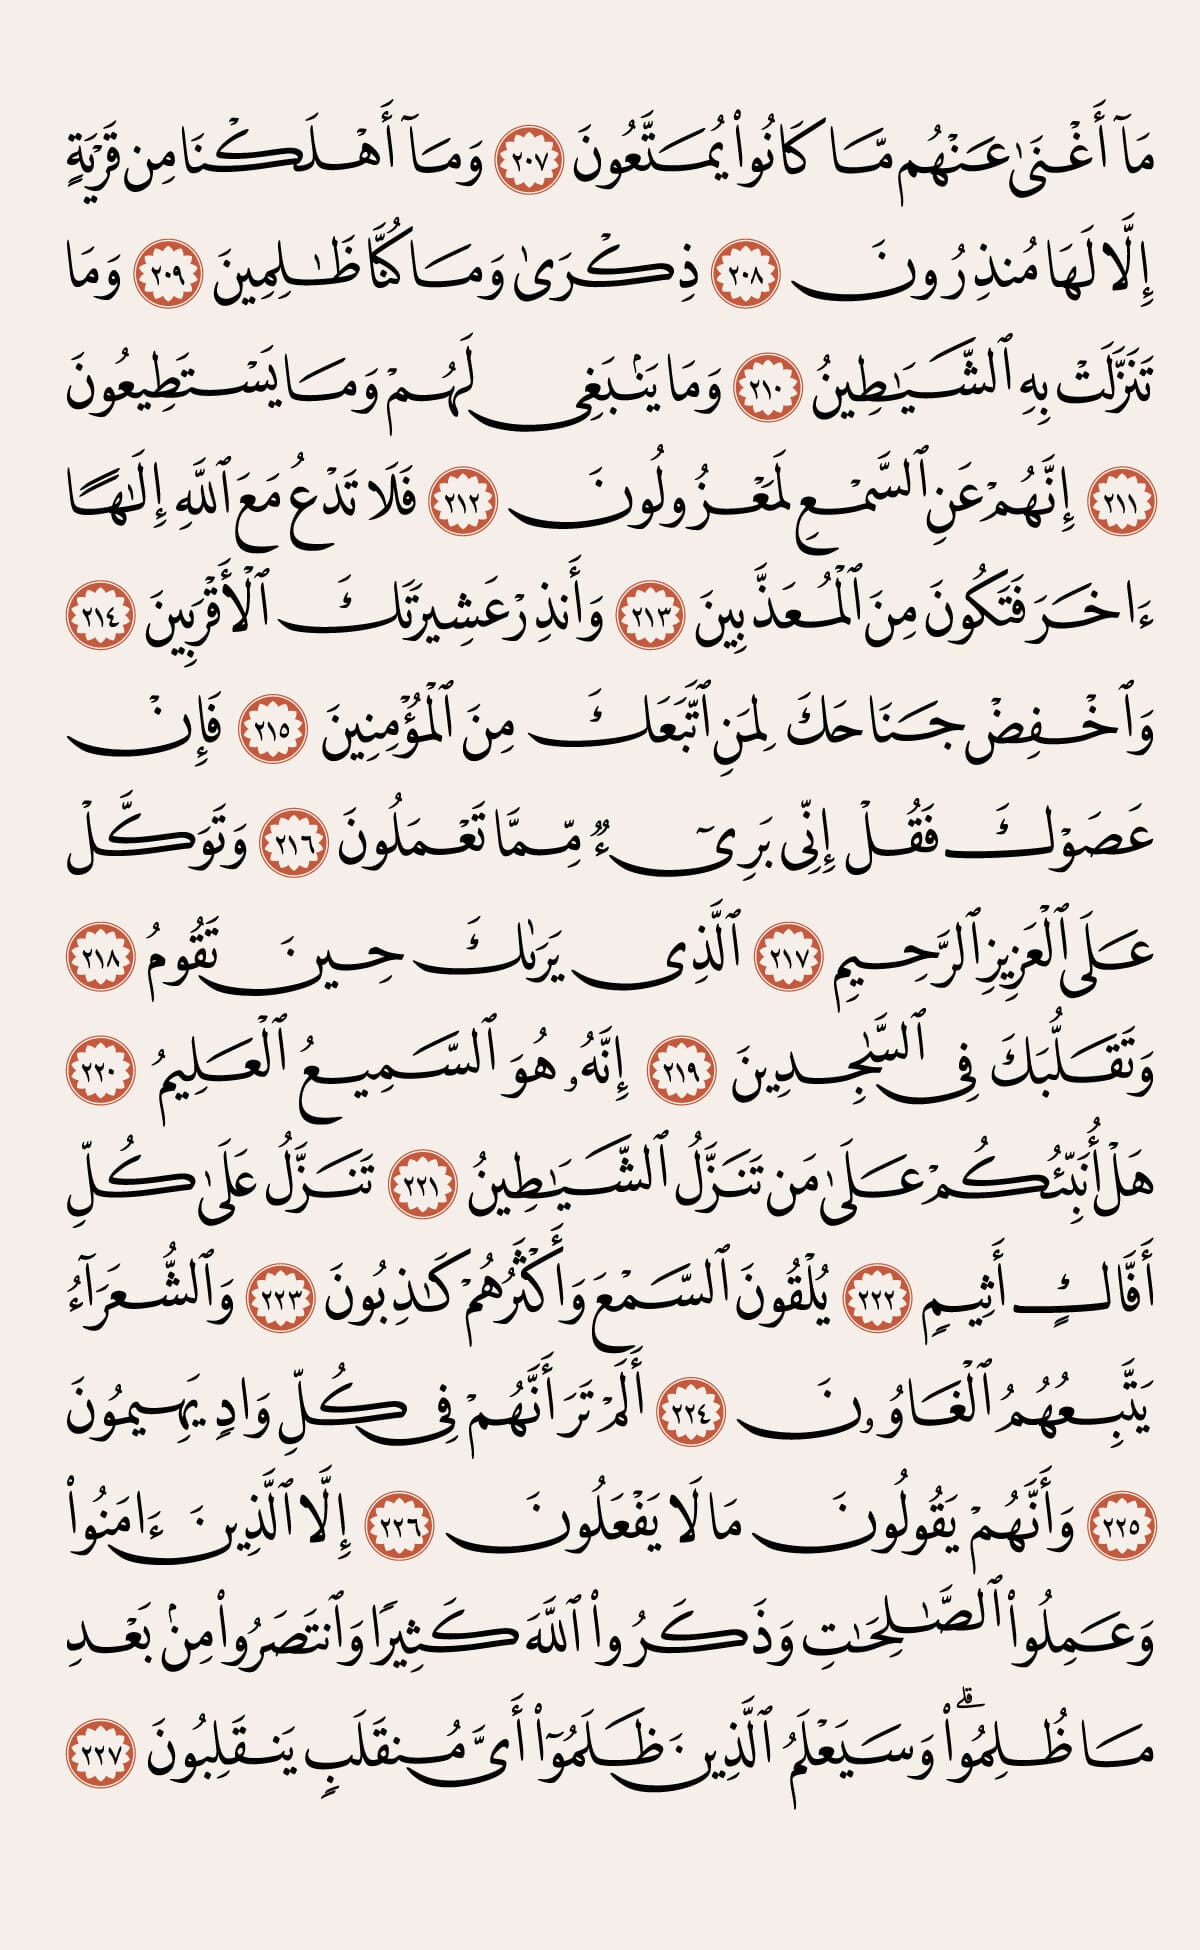 مَآ أَغْنَىٰ عَنْهُم مَّا كَانُوا۟ يُمَتَّعُونَ ٢٠٧ وَمَآ أَهْلَكْنَا مِن قَرْيَةٍ
إِلَّا لَهَا مُنذِرُونَ ٢٠٨ ذِكْرَىٰ وَمَا كُنَّا ظَـٰلِمِينَ ٢٠٩ وَمَا
تَنَزَّلَتْ بِهِ ٱلشَّيَـٰطِينُ ٢١٠ وَمَا يَنۢبَغِى لَهُمْ وَمَا يَسْتَطِيعُونَ
٢١١ إِنَّهُمْ عَنِ ٱلسَّمْعِ لَمَعْزُولُونَ ٢١٢ فَلَا تَدْعُ مَعَ ٱللَّهِ إِلَـٰهًا
ءَاخَرَ فَتَكُونَ مِنَ ٱلْمُعَذَّبِينَ ٢١٣ وَأَنذِرْ عَشِيرَتَكَ ٱلْأَقْرَبِينَ ٢١٤
وَٱخْفِضْ جَنَاحَكَ لِمَنِ ٱتَّبَعَكَ مِنَ ٱلْمُؤْمِنِينَ ٢١٥ فَإِنْ
عَصَوْكَ فَقُلْ إِنِّى بَرِىٓءٌ مِّمَّا تَعْمَلُونَ ٢١٦ وَتَوَكَّلْ
عَلَى ٱلْعَزِيزِ ٱلرَّحِيمِ ٢١٧ ٱلَّذِى يَرَىٰكَ حِينَ تَقُومُ ٢١٨
وَتَقَلُّبَكَ فِى ٱلسَّـٰجِدِينَ ٢١٩ إِنَّهُۥ هُوَ ٱلسَّمِيعُ ٱلْعَلِيمُ ٢٢٠
هَلْ أُنَبِّئُكُمْ عَلَىٰ مَن تَنَزَّلُ ٱلشَّيَـٰطِينُ ٢٢١ تَنَزَّلُ عَلَىٰ كُلِّ
أَفَّاكٍ أَثِيمٍ ٢٢٢ يُلْقُونَ ٱلسَّمْعَ وَأَكْثَرُهُمْ كَـٰذِبُونَ ٢٢٣ وَٱلشُّعَرَآءُ
يَتَّبِعُهُمُ ٱلْغَاوُۥنَ ٢٢٤ أَلَمْ تَرَ أَنَّهُمْ فِى كُلِّ وَادٍ يَهِيمُونَ
٢٢٥ وَأَنَّهُمْ يَقُولُونَ مَا لَا يَفْعَلُونَ ٢٢٦ إِلَّا ٱلَّذِينَ ءَامَنُوا۟
وَعَمِلُوا۟ ٱلصَّـٰلِحَـٰتِ وَذَكَرُوا۟ ٱللَّهَ كَثِيرًا وَٱنتَصَرُوا۟ مِنۢ بَعْدِ
مَا ظُلِمُوا۟ ۗ وَسَيَعْلَمُ ٱلَّذِينَ ظَلَمُوٓا۟ أَىَّ مُنقَلَبٍ يَنقَلِبُونَ ٢٢٧